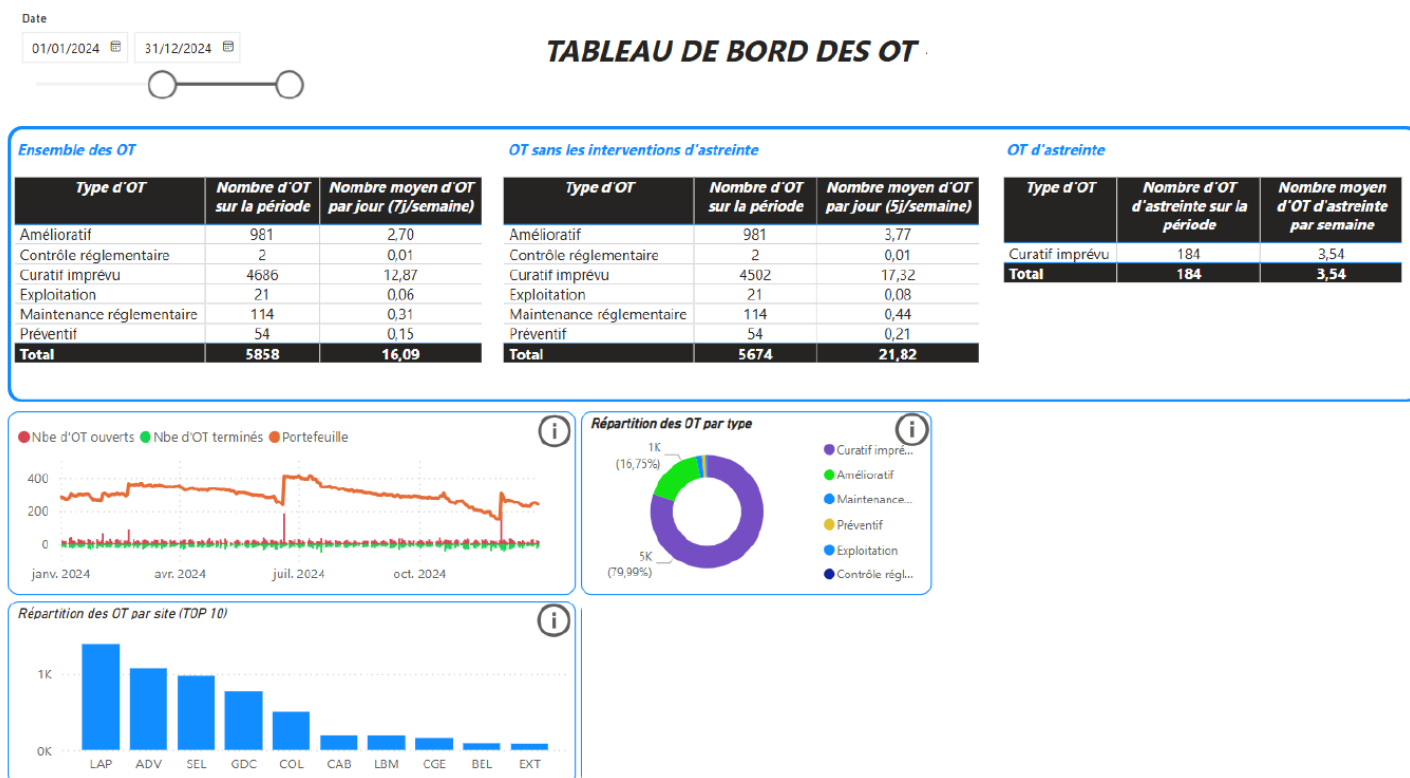 Date
01/01/2024 31/12/2024
TABLEAU DE BORD DES OT
Ensemble des OT
Type d'OT Nombre d'OT sur la période Nombre moyen d'OT par jour (7j/semaine)
Amélioratif 981 2,70
Contrôle réglementaire 2 0,01
Curatif imprévu 4686 12,87
Exploitation 21 0,06
Maintenance réglementaire 114 0,31
Préventif 54 0,15
Total 5858 16,09
OT sans les interventions d'astreinte
Type d'OT Nombre d'OT sur la période Nombre moyen d'OT par jour (5j/semaine)
Amélioratif 981 3,77
Contrôle réglementaire 2 0,01
Curatif imprévu 4502 17,32
Exploitation 21 0,08
Maintenance réglementaire 114 0,44
Préventif 54 0,21
Total 5674 21,82
OT d'astreinte
Type d'OT Nombre d'OT d'astreinte sur la période Nombre moyen d'OT d'astreinte par semaine
Curatif imprévu 184 3,54
Total 184 3,54
Nbe d'OT ouverts Nbe d'OT terminés Portefeuille
400
200
0
janv. 2024 avr. 2024 juil. 2024 oct. 2024
Répartition des OT par type
1K
(16,75%)
5K
(79,99%)
Curatif impré...
Amélioratif
Maintenance...
Préventif
Exploitation
Contrôle régl...
Répartition des OT par site (TOP 10)
1K
0K
LAP ADV SEL GDC COL CAB LBM CGE BEL EXT